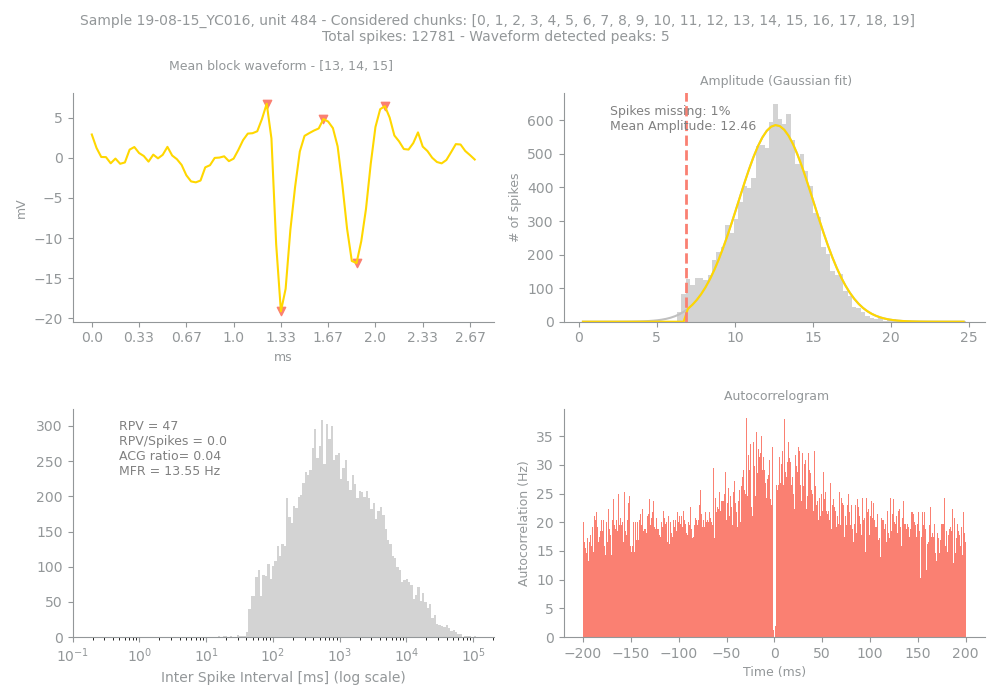 Sample 19-08-15_YC016, unit 484 - Considered chunks: [0, 1, 2, 3, 4, 5, 6, 7, 8, 9, 10, 11, 12, 13, 14, 15, 16, 17, 18, 19]
Total spikes: 12781 - Waveform detected peaks: 5
Mean block waveform - [13, 14, 15]
5
0
−5
−10
−15
−20
mV
0.0 0.33 0.67 1.0 1.33 1.67 2.0 2.33 2.67
ms
Amplitude (Gaussian fit)
Spikes missing: 1%
Mean Amplitude: 12.46
600
500
400
300
200
100
0
# of spikes
0 5 10 15 20 25
RPV = 47
RPV/Spikes = 0.0
ACG ratio= 0.04
MFR = 13.55 Hz
300
250
200
150
100
50
0
10⁻¹ 10⁰ 10¹ 10² 10³ 10⁴ 10⁵
Inter Spike Interval [ms] (log scale)
Autocorrelogram
35
30
25
20
15
10
5
0
Autocorrelation (Hz)
−200 −150 −100 −50 0 50 100 150 200
Time (ms)